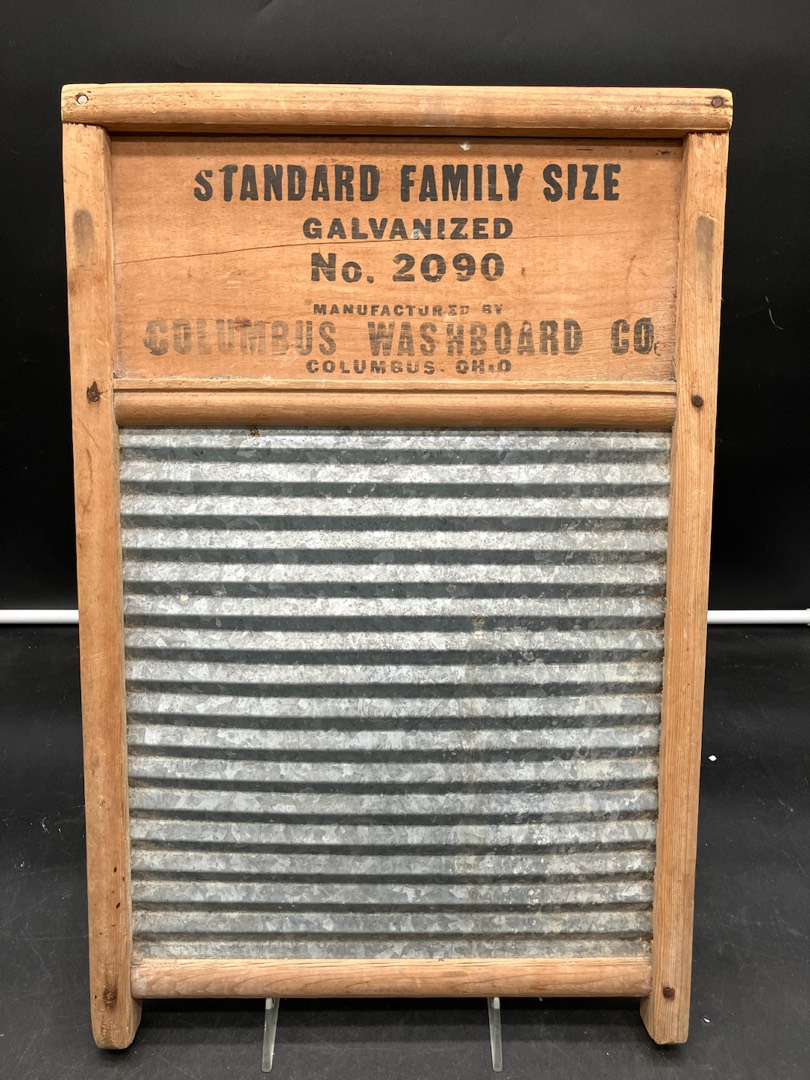 STANDARD FAMILY SIZE
GALVANIZED
No. 2090
MANUFACTURED BY
COLUMBUS WASHBOARD CO.
COLUMBUS. OHIO